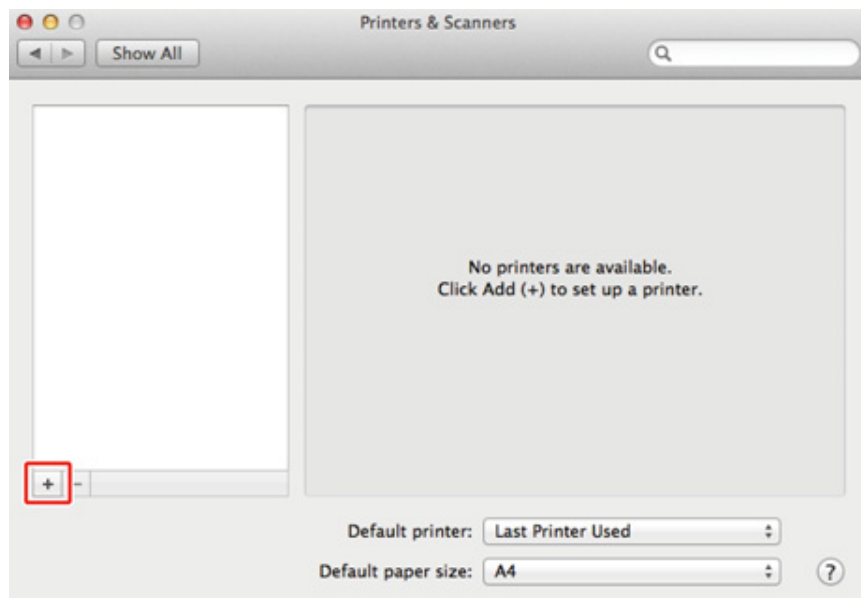 Printers & Scanners
Show All
No printers are available.
Click Add (+) to set up a printer.
+ -
Default printer: Last Printer Used
Default paper size: A4 ?